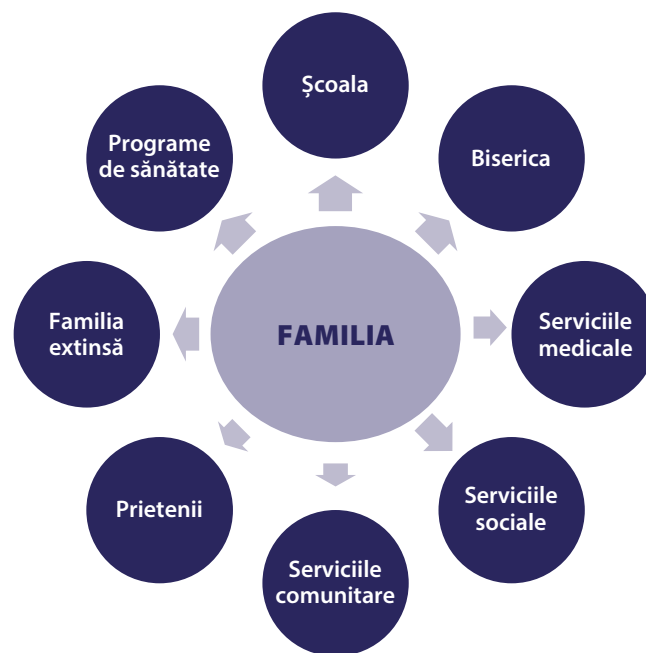 Școala
Programe
de sănătate
Biserica
Familia
extinsă
FAMILIA
Serviciile
medicale
Prietenii
Serviciile
sociale
Serviciile
comunitare